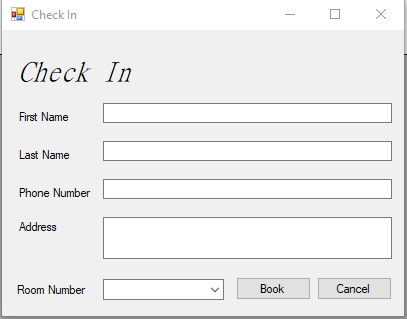 Check In
Check In
First Name
Last Name
Phone Number
Address
Room Number
Book
Cancel